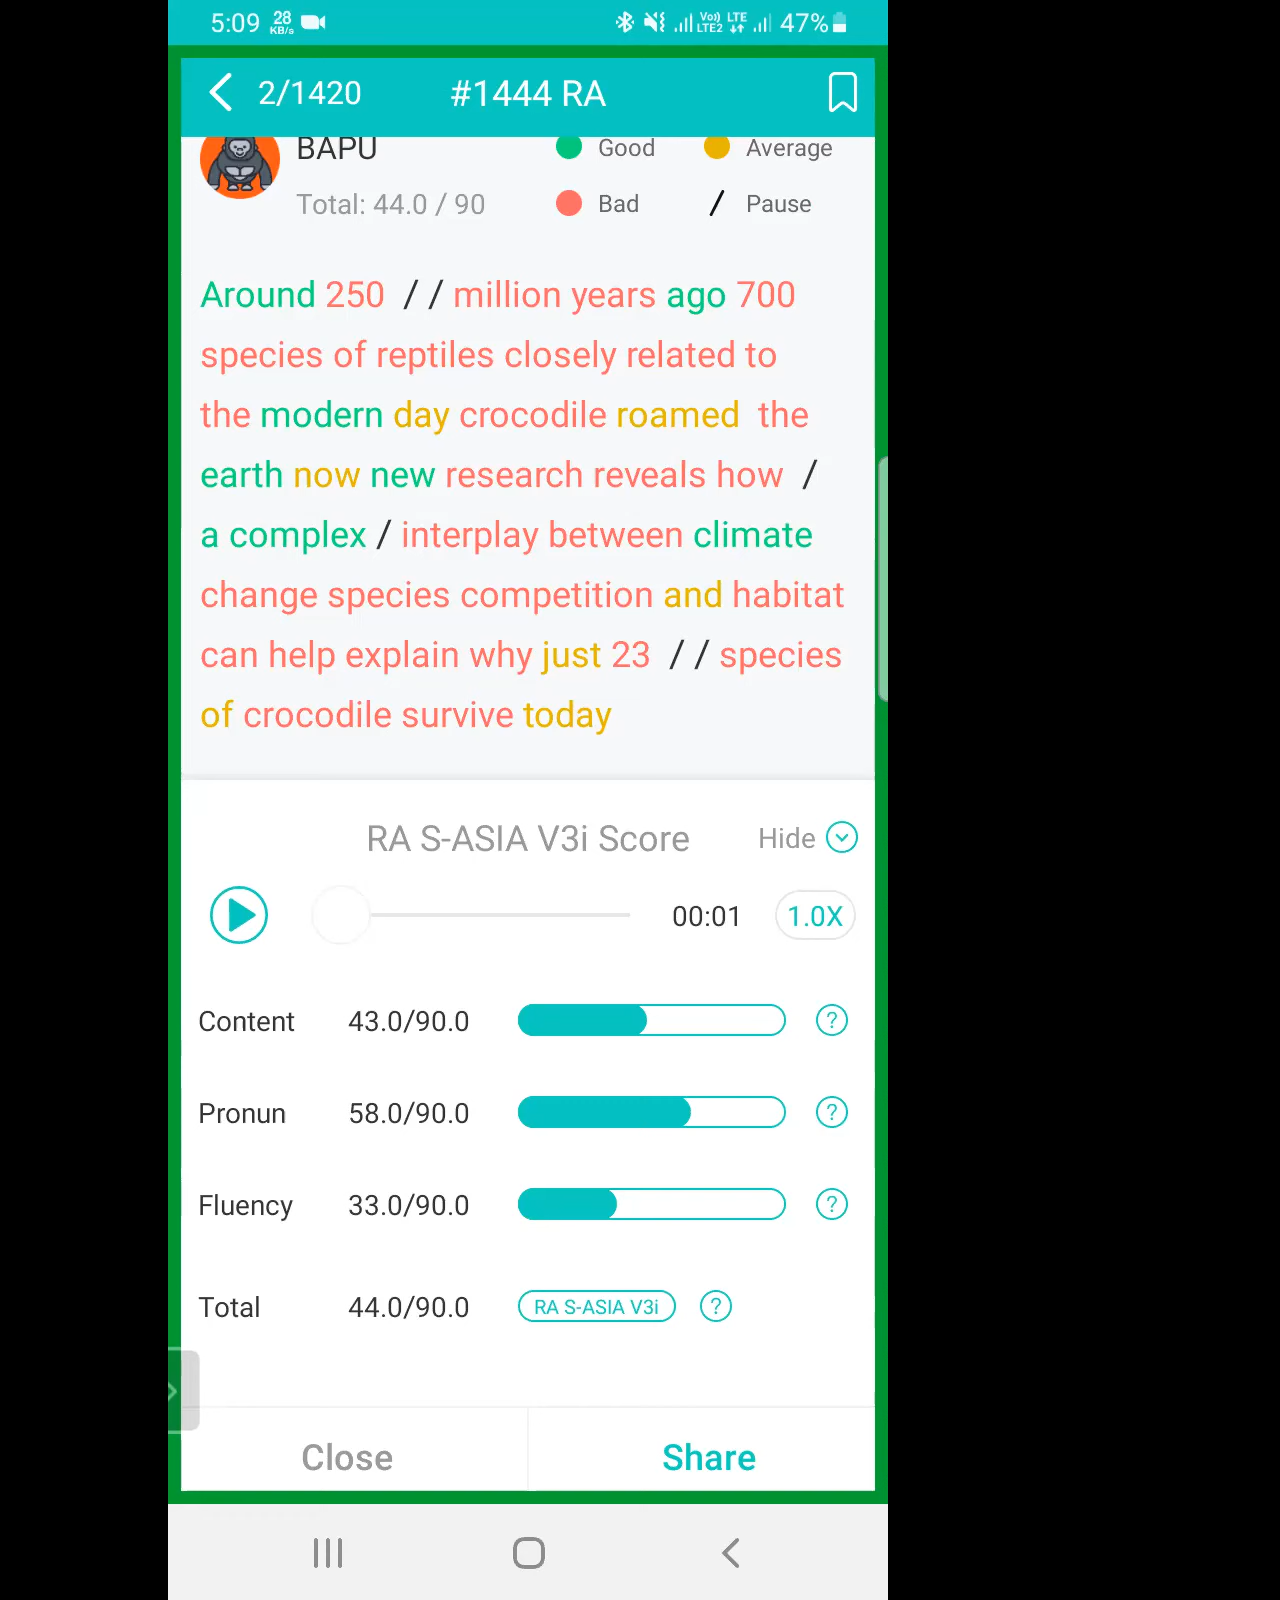 5:09 28 KB/s Vo) LTE2 LTE 47%
2/1420 #1444 RA
BAPU Good Average
Total: 44.0 / 90 Bad / Pause
Around 250 / / million years ago 700
species of reptiles closely related to
the modern day crocodile roamed the
earth now new research reveals how /
a complex / interplay between climate
change species competition and habitat
can help explain why just 23 / / species
of crocodile survive today
RA S-ASIA V3i Score Hide
00:01 1.0X
Content 43.0/90.0 ?
Pronun 58.0/90.0 ?
Fluency 33.0/90.0 ?
Total 44.0/90.0 RA S-ASIA V3i ?
Close Share